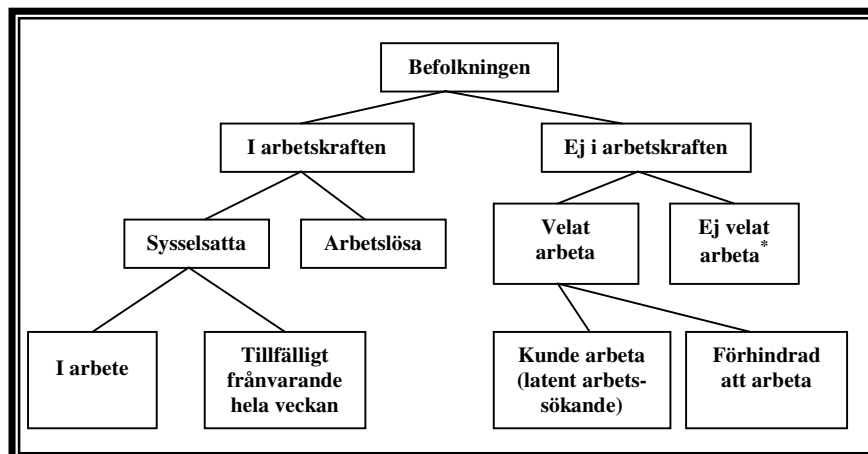 Befolkningen
I arbetskraften
Ej i arbetskraften
Sysselsatta
Arbetslösa
Velat
arbeta
Ej velat
arbeta*
I arbete
Tillfälligt
frånvarande
hela veckan
Kunde arbeta
(latent arbets-
sökande)
Förhindrad
att arbeta